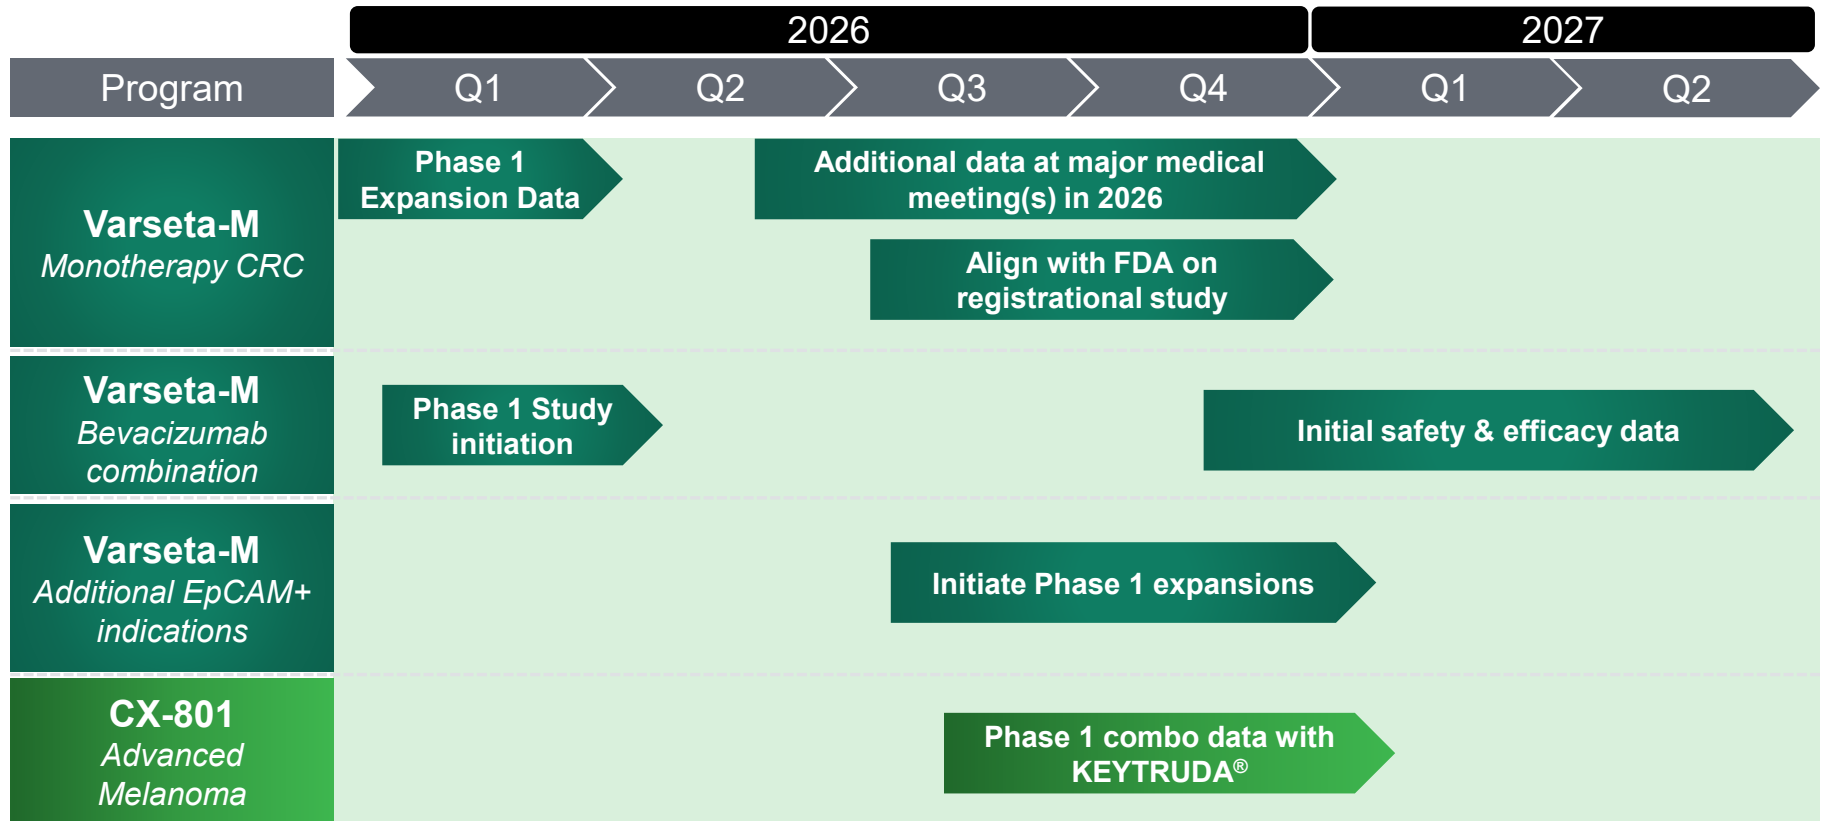 2026
2027
Program
Q1
Q2
Q3
Q4
Q1
Q2
Varseta-M
Monotherapy CRC
Phase 1
Expansion Data
Additional data at major medical
meeting(s) in 2026
Align with FDA on
registrational study
Varseta-M
Bevacizumab
combination
Phase 1 Study
initiation
Initial safety & efficacy data
Varseta-M
Additional EpCAM+
indications
Initiate Phase 1 expansions
CX-801
Advanced
Melanoma
Phase 1 combo data with
KEYTRUDA®